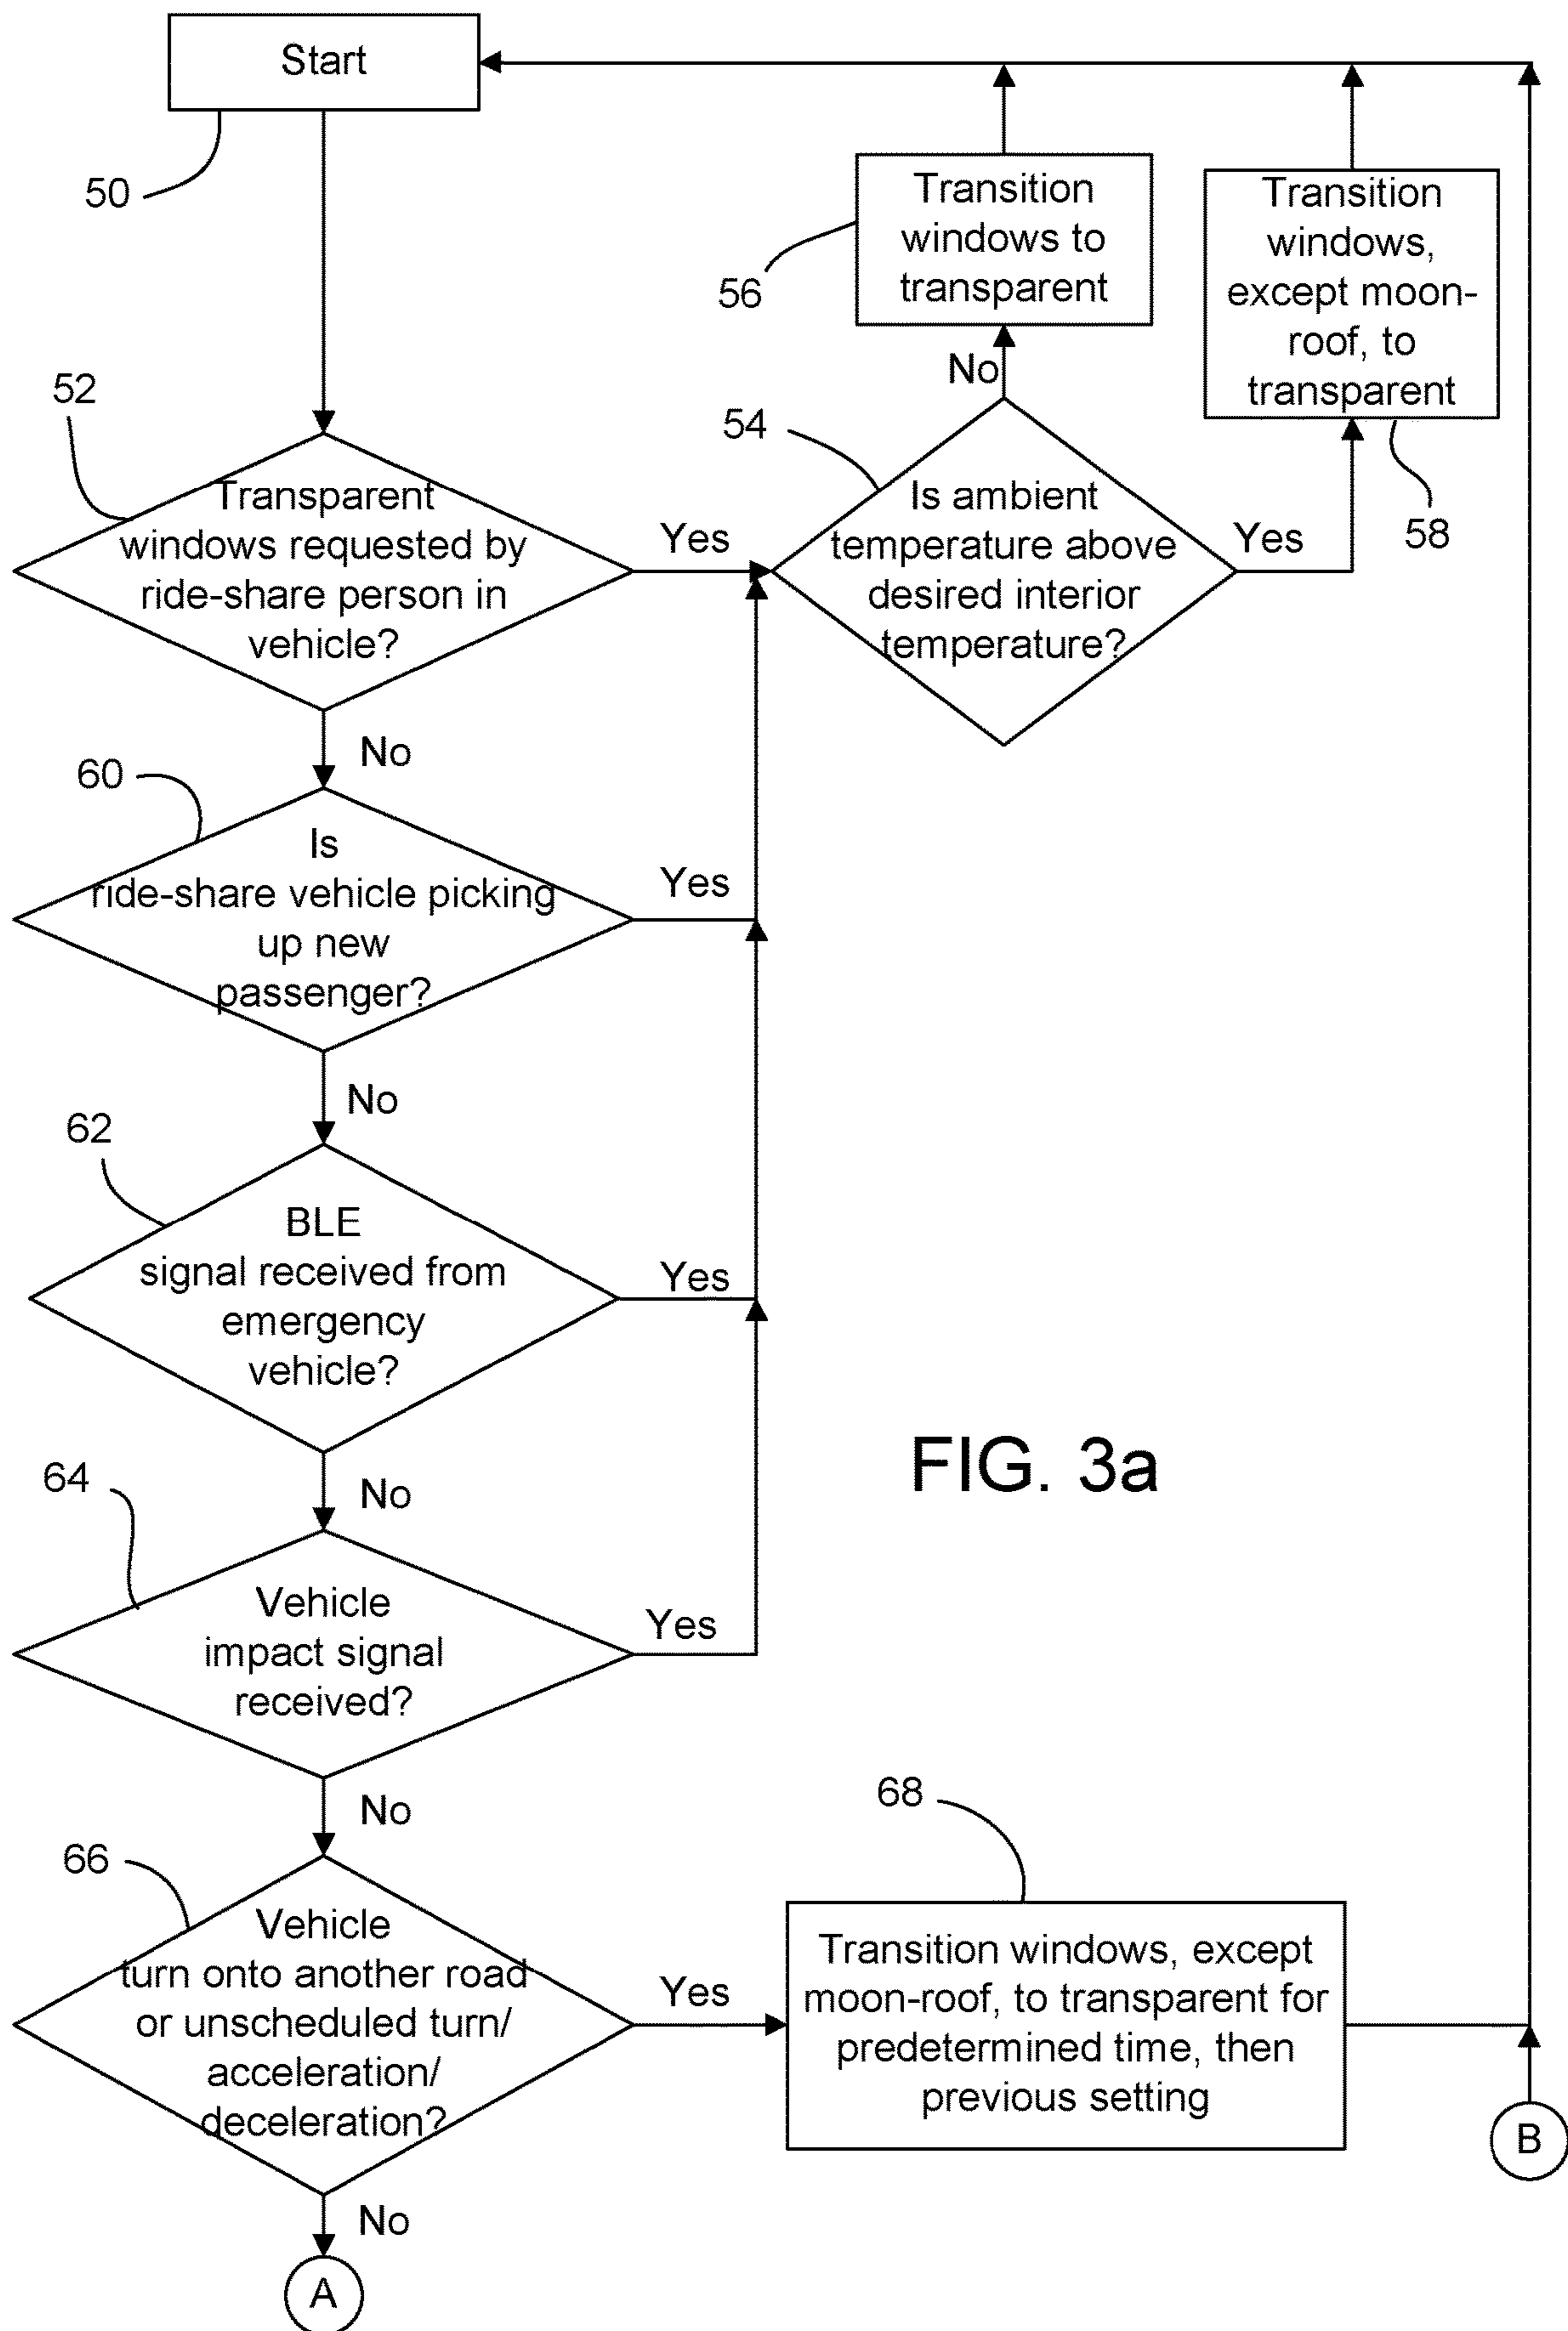 Start
50
Transition
windows to
transparent
56
Transition
windows,
except moon-
roof, to
transparent
58
52
Transparent
windows requested by
ride-share person in
vehicle?
Yes
No
54
Is ambient
temperature above
desired interior
temperature?
No
Yes
60
Is
ride-share vehicle picking
up new
passenger?
Yes
No
62
BLE
signal received from
emergency
vehicle?
Yes
No
FIG. 3a
64
Vehicle
impact signal
received?
Yes
No
66
Vehicle
turn onto another road
or unscheduled turn/
acceleration/
deceleration?
Yes
No
68
Transition windows, except
moon-roof, to transparent for
predetermined time, then
previous setting
B
A